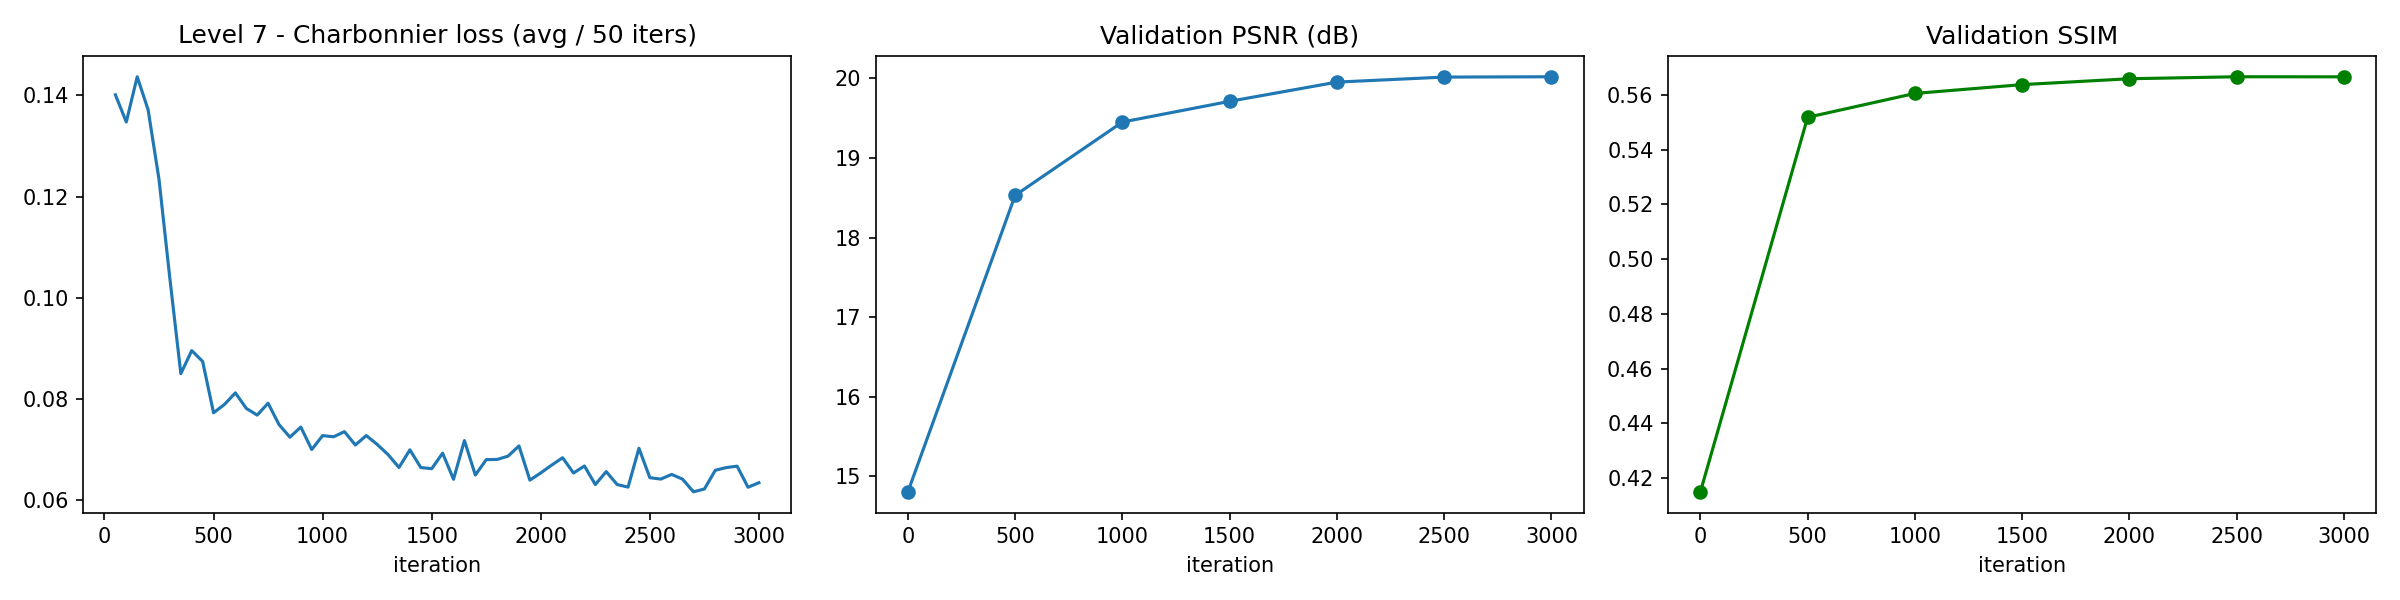 Level 7 - Charbonnier loss (avg / 50 iters)
0.14
0.12
0.10
0.08
0.06
0 500 1000 1500 2000 2500 3000
iteration
Validation PSNR (dB)
20
19
18
17
16
15
0 500 1000 1500 2000 2500 3000
iteration
Validation SSIM
0.56
0.54
0.52
0.50
0.48
0.46
0.44
0.42
0 500 1000 1500 2000 2500 3000
iteration